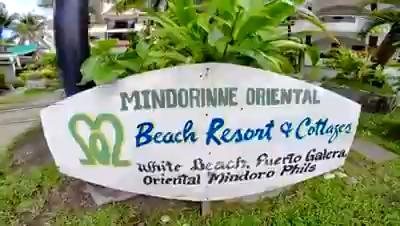 MINDORINNE ORIENTAL
Beach Resort & Cottages
White Beach, Puerto Galera,
Oriental Mindoro Phils